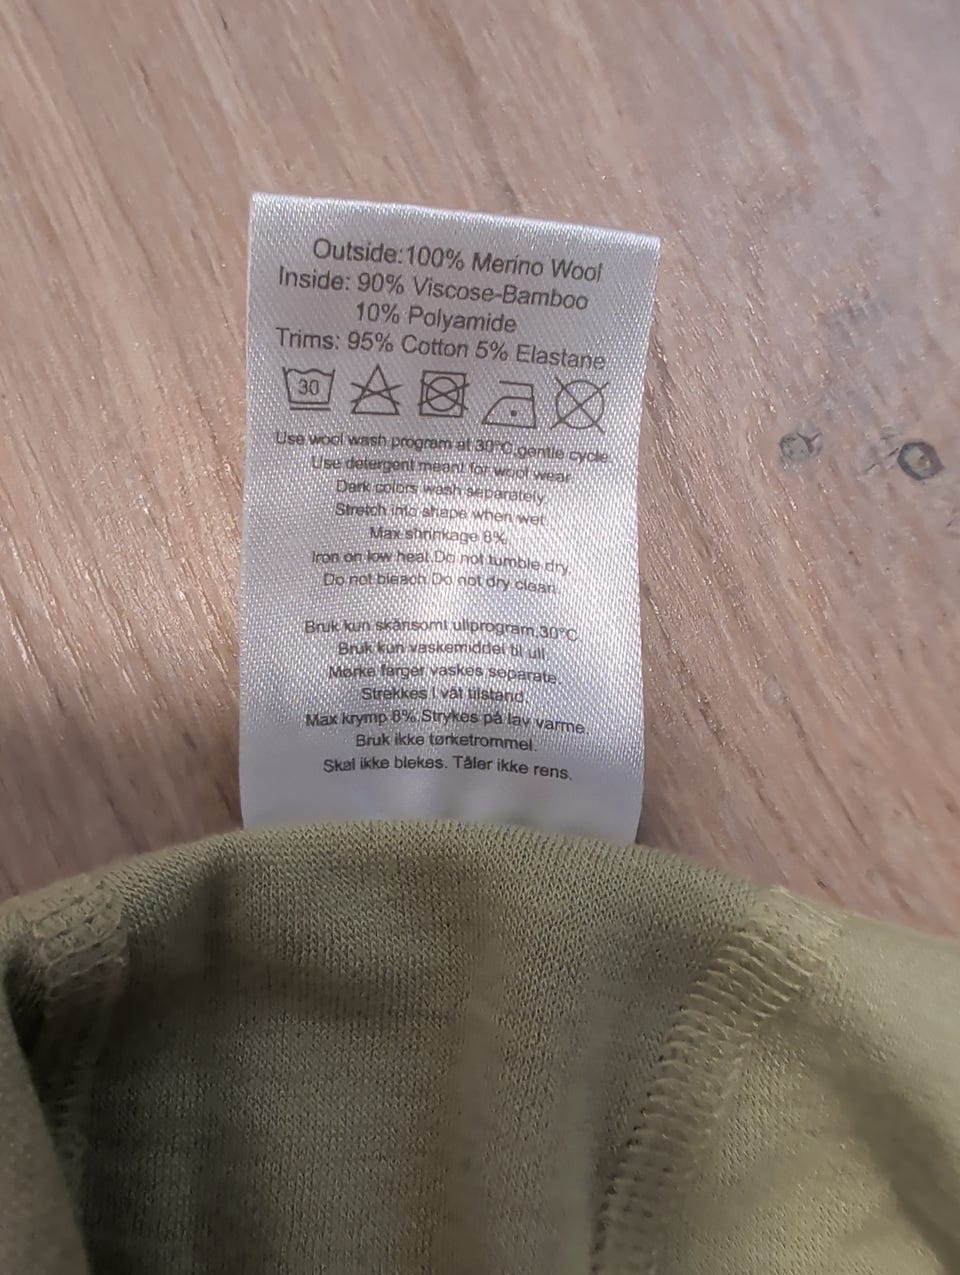 Outside:100% Merino Wool
Inside: 90% Viscose-Bamboo
10% Polyamide
Trims: 95% Cotton 5% Elastane
30
Use wool wash program at 30°C,gentle cycle.
Use detergent meant for wool wear.
Dark colors wash separately.
Stretch into shape when wet.
Max shrinkage 8%.
Iron on low heat.Do not tumble dry.
Do not bleach.Do not dry clean.
Bruk kun skånsomt ullprogram,30°C.
Bruk kun vaskemiddel til ull.
Mørke farger vaskes separate.
Strekkes i våt tilstand.
Max krymp 8%.Strykes på lav varme.
Bruk ikke tørketrommel.
Skal ikke blekes. Tåler ikke rens.